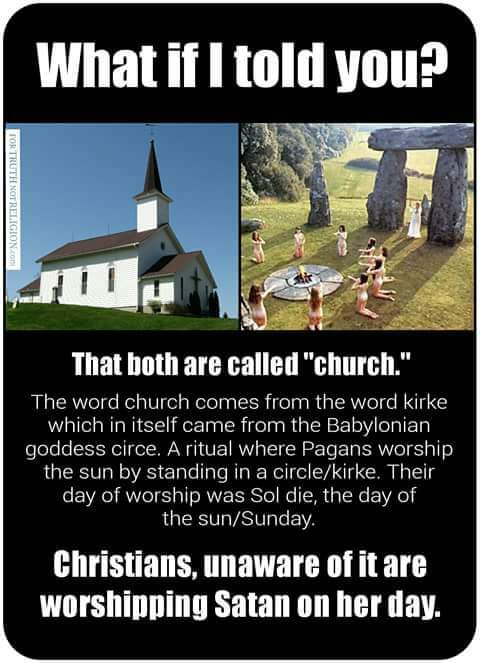 What if I told you?
FOR TRUTH NOT RELIGION.com
That both are called "church."
The word church comes from the word kirke
which in itself came from the Babylonian
goddess circe. A ritual where Pagans worship
the sun by standing in a circle/kirke. Their
day of worship was Sol die, the day of
the sun/Sunday.
Christians, unaware of it are
worshipping Satan on her day.